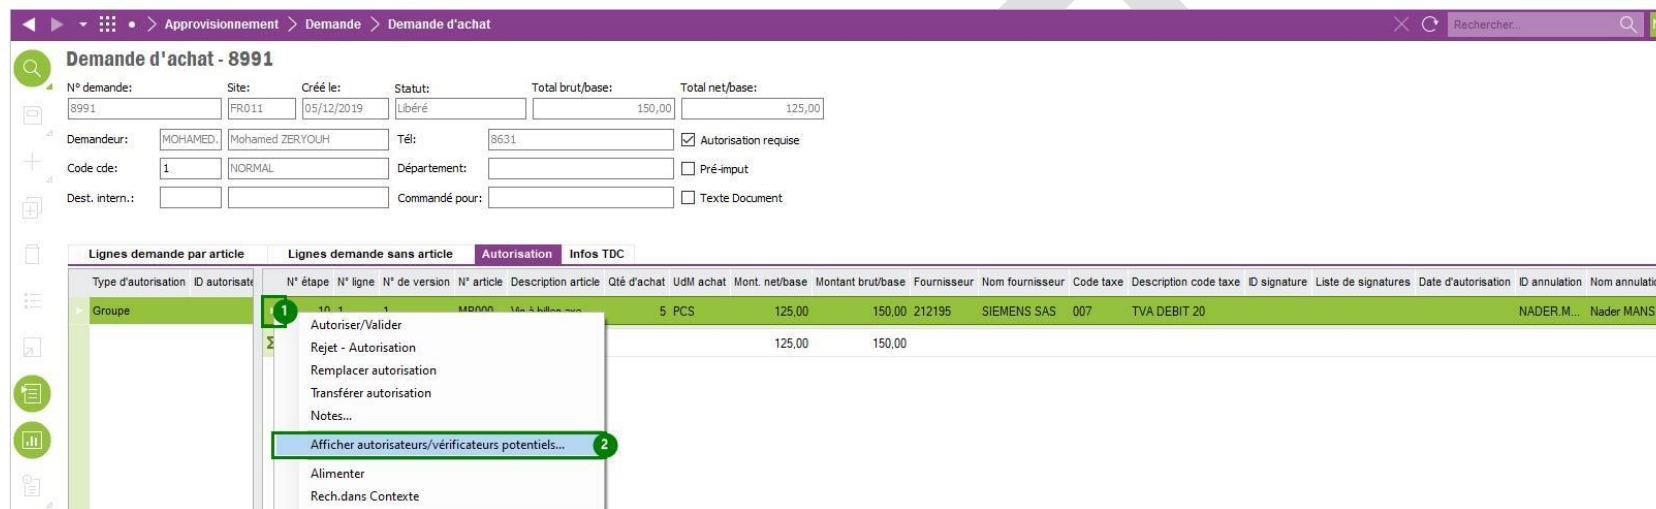 Approvisionnement > Demande > Demande d'achat
Rechercher...
Demande d'achat - 8991
N° demande: Site: Créé le: Statut: Total brut/base: Total net/base:
8991 FR011 05/12/2019 Libéré 150,00 125,00
Demandeur: MOHAMED. Mohamed ZERYOUH Tél: 8631 Autorisation requise
Code cde: 1 NORMAL Département: Pré-imput
Dest. intern.: Commandé pour: Texte Document
Lignes demande par article Lignes demande sans article Autorisation Infos TDC
Type d'autorisation ID autorisate N° étape N° ligne N° de version N° article Description article Qté d'achat UdM achat Mont. net/base Montant brut/base Fournisseur Nom fournisseur Code taxe Description code taxe ID signature Liste de signatures Date d'autorisation ID annulation Nom annulatio
Groupe 1 10 1 1 5 PCS 125,00 150,00 212195 SIEMENS SAS 007 TVA DEBIT 20 NADER.M... Nader MANS
Σ 125,00 150,00
Autoriser/Valider
Rejet - Autorisation
Remplacer autorisation
Transférer autorisation
Notes...
Afficher autorisateurs/vérificateurs potentiels... 2
Alimenter
Rech.dans Contexte